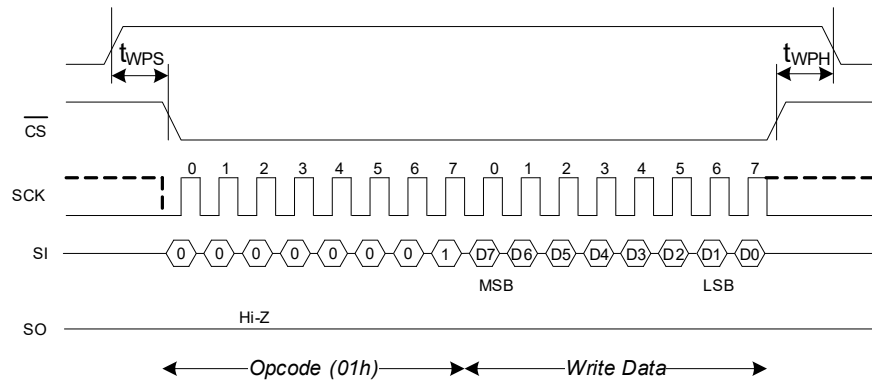 tWPS tWPH
CS
0 1 2 3 4 5 6 7 0 1 2 3 4 5 6 7
SCK
SI 0 0 0 0 0 0 0 1 D7 D6 D5 D4 D3 D2 D1 D0
MSB LSB
Hi-Z
SO
Opcode (01h) Write Data